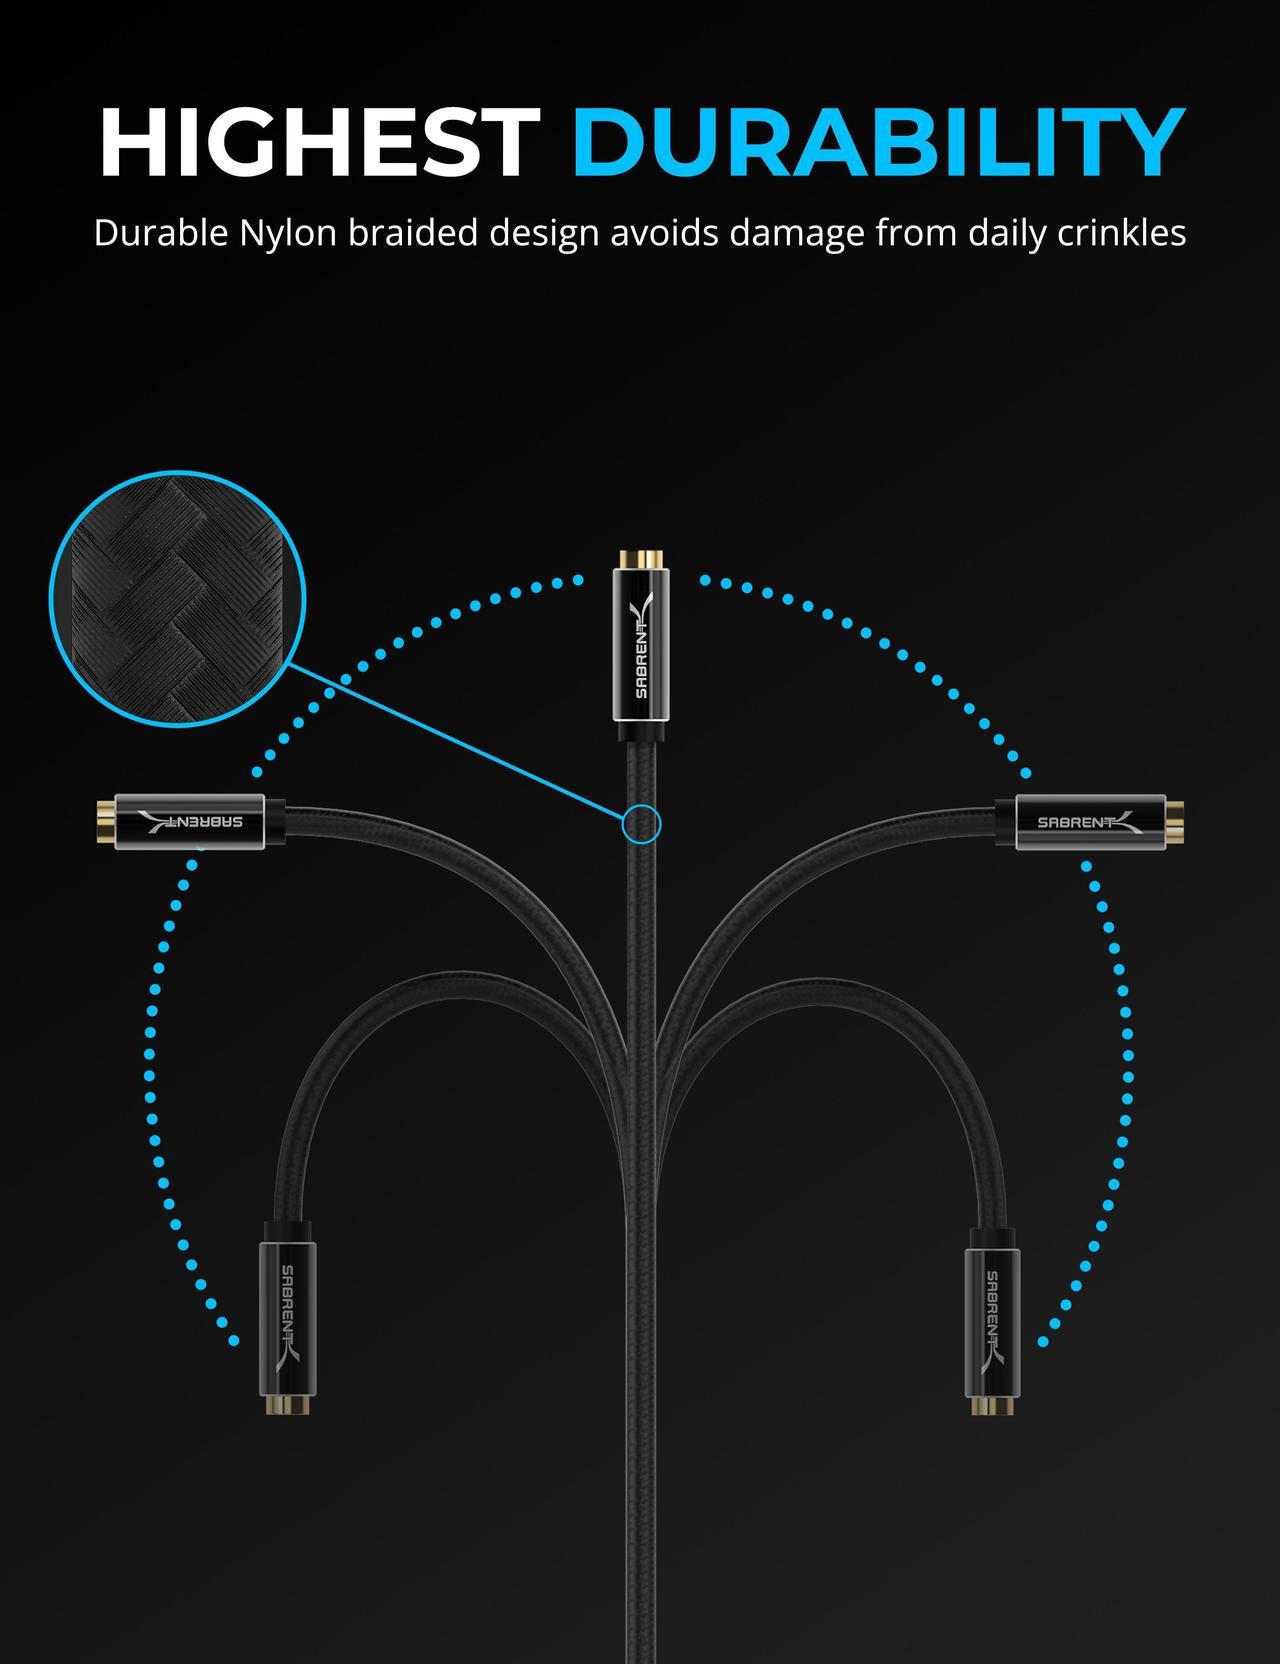 HIGHEST DURABILITY
Durable Nylon braided design avoids damage from daily crinkles
SABRENT
SABRENT
SABRENT
SABRENT
SABRENT